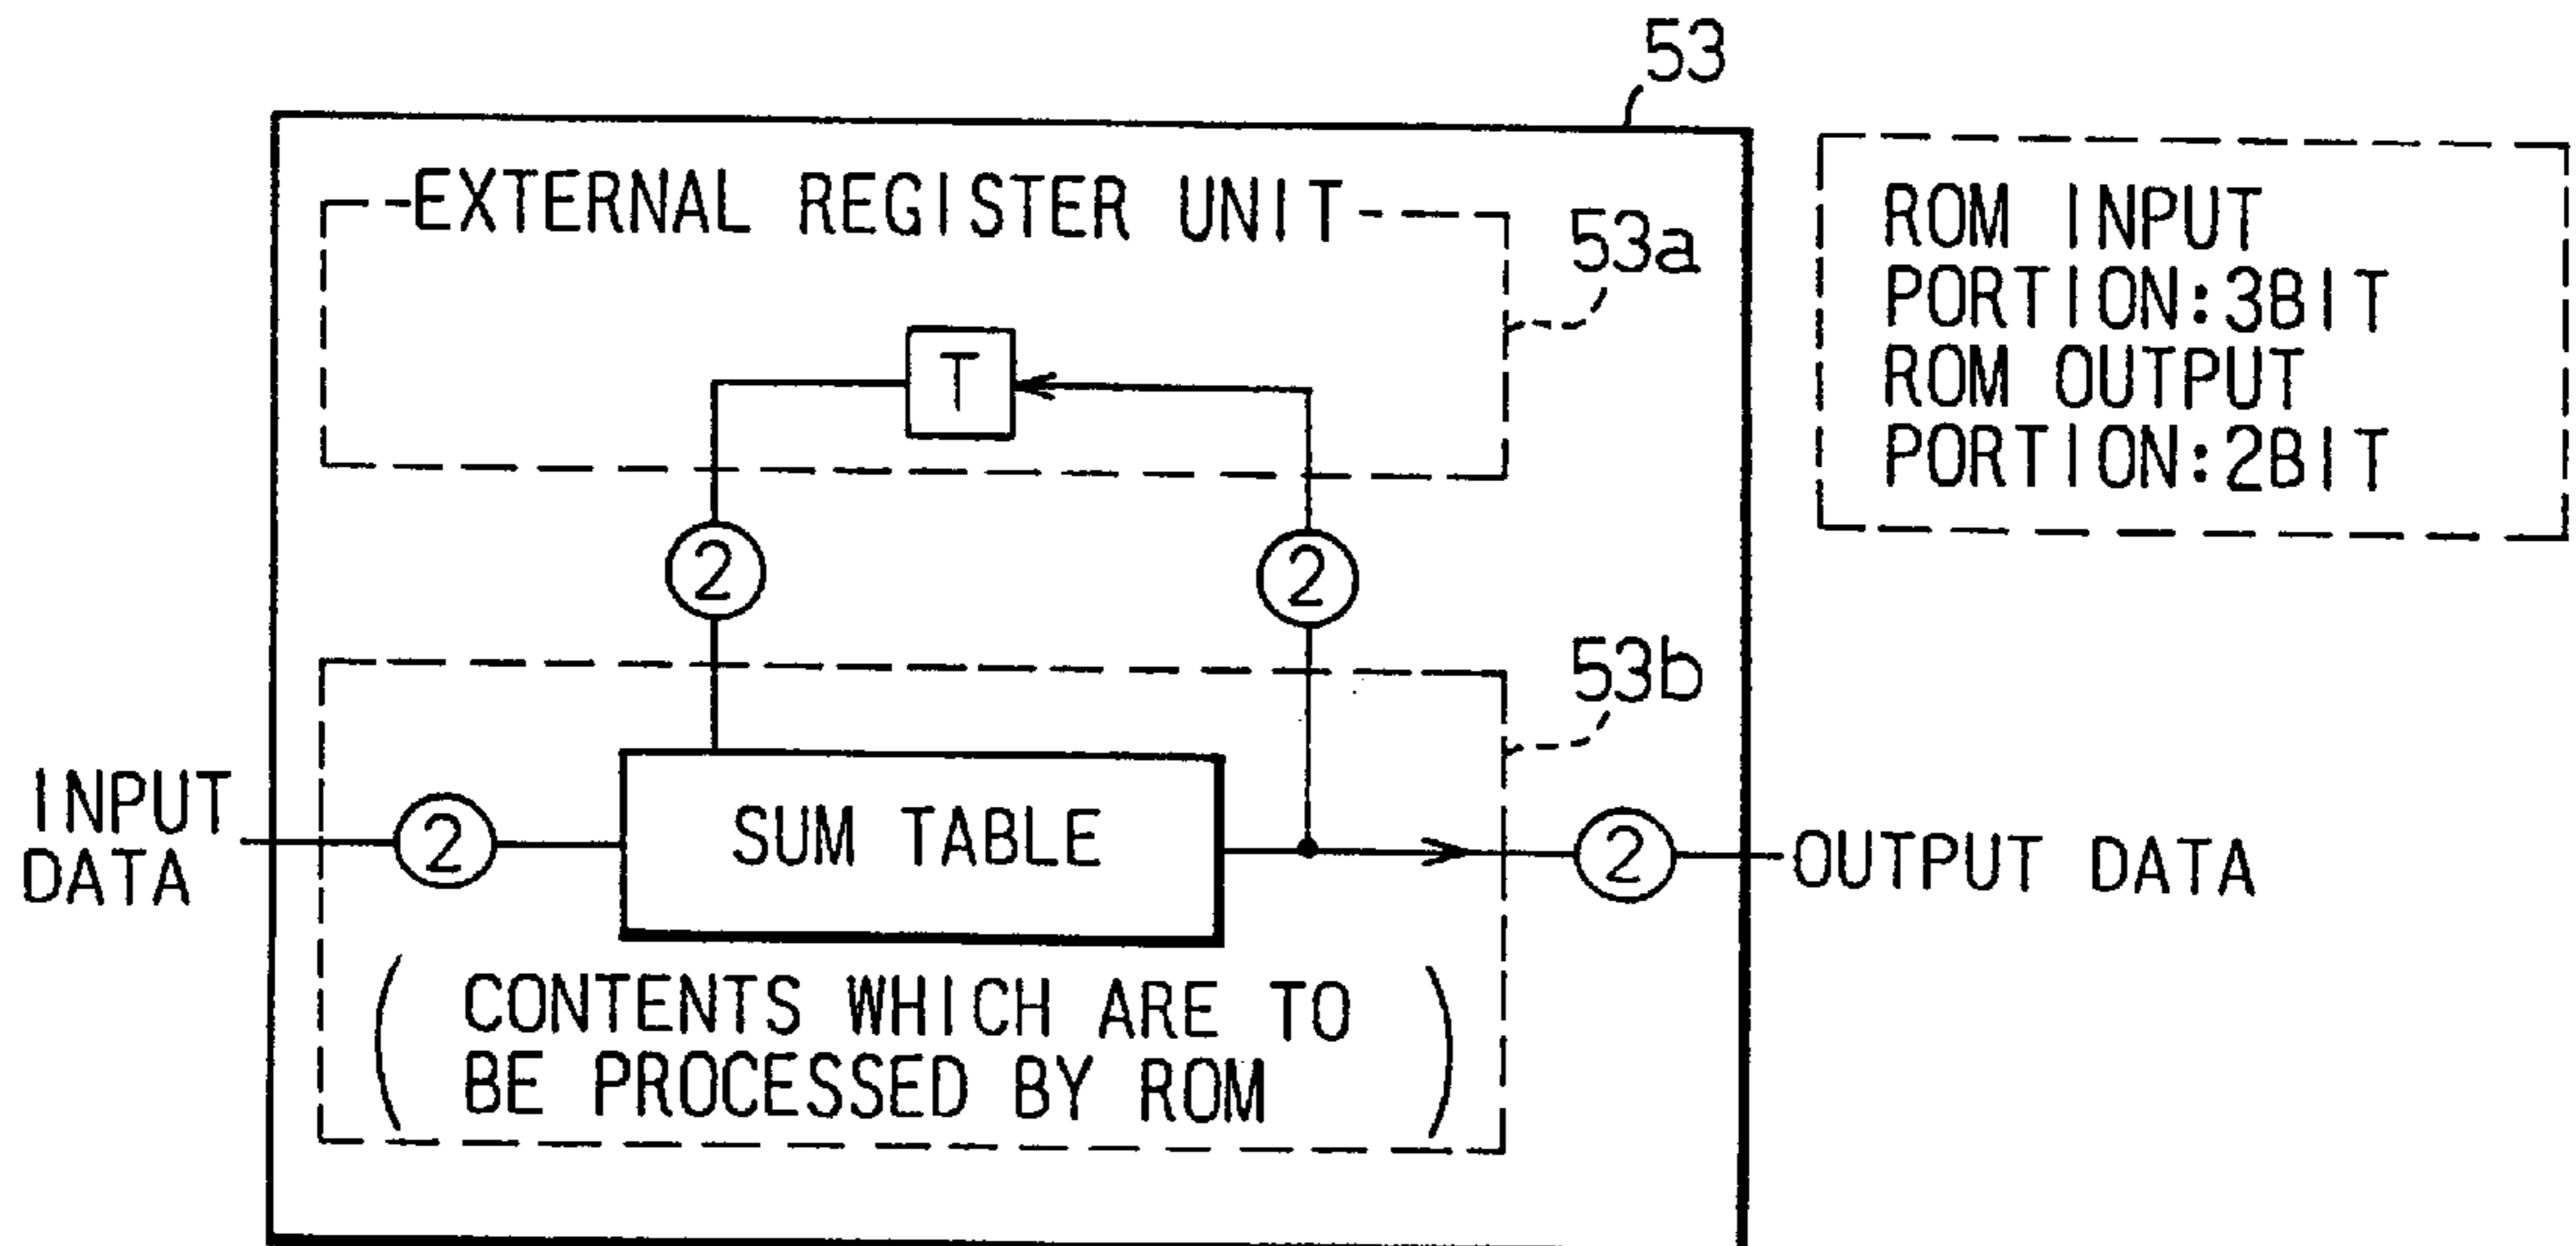 53
EXTERNAL REGISTER UNIT
53a
T
2
2
53b
INPUT
DATA
2
SUM TABLE
2
OUTPUT DATA
( CONTENTS WHICH ARE TO
BE PROCESSED BY ROM )
ROM INPUT
PORTION:3BIT
ROM OUTPUT
PORTION:2BIT